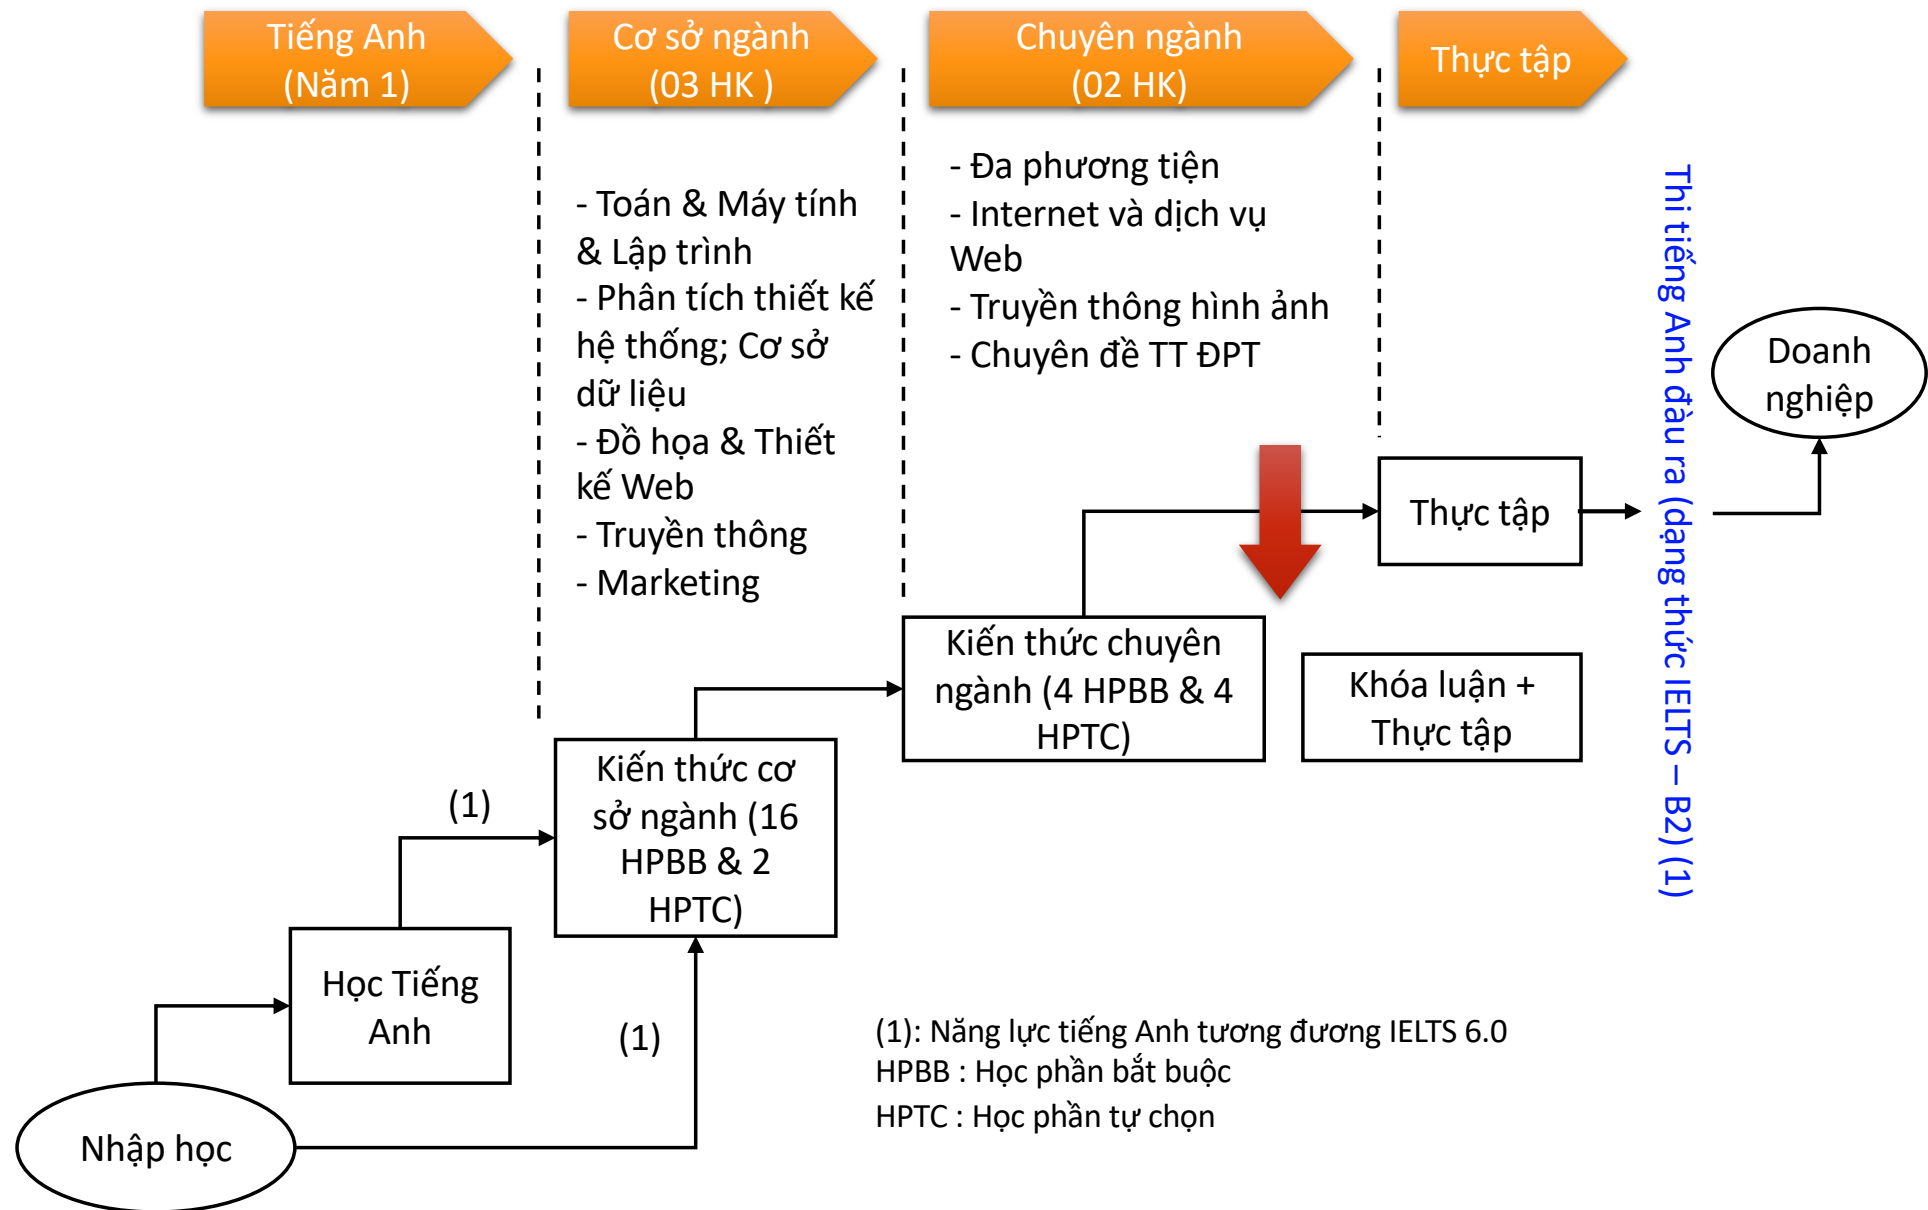 Tiếng Anh
(Năm 1)
Cơ sở ngành
(03 HK )
Chuyên ngành
(02 HK)
Thực tập
- Toán & Máy tính
& Lập trình
- Phân tích thiết kế
hệ thống; Cơ sở
dữ liệu
- Đồ họa & Thiết
kế Web
- Truyền thông
- Marketing
- Đa phương tiện
- Internet và dịch vụ
Web
- Truyền thông hình ảnh
- Chuyên đề TT ĐPT
Thi tiếng Anh đàu ra (dạng thức IELTS – B2) (1)
Doanh
nghiệp
Thực tập
Kiến thức chuyên
ngành (4 HPBB & 4
HPTC)
Khóa luận +
Thực tập
Kiến thức cơ
sở ngành (16
HPBB & 2
HPTC)
(1)
Học Tiếng
Anh
(1)
Nhập học
(1): Năng lực tiếng Anh tương đương IELTS 6.0
HPBB : Học phần bắt buộc
HPTC : Học phần tự chọn